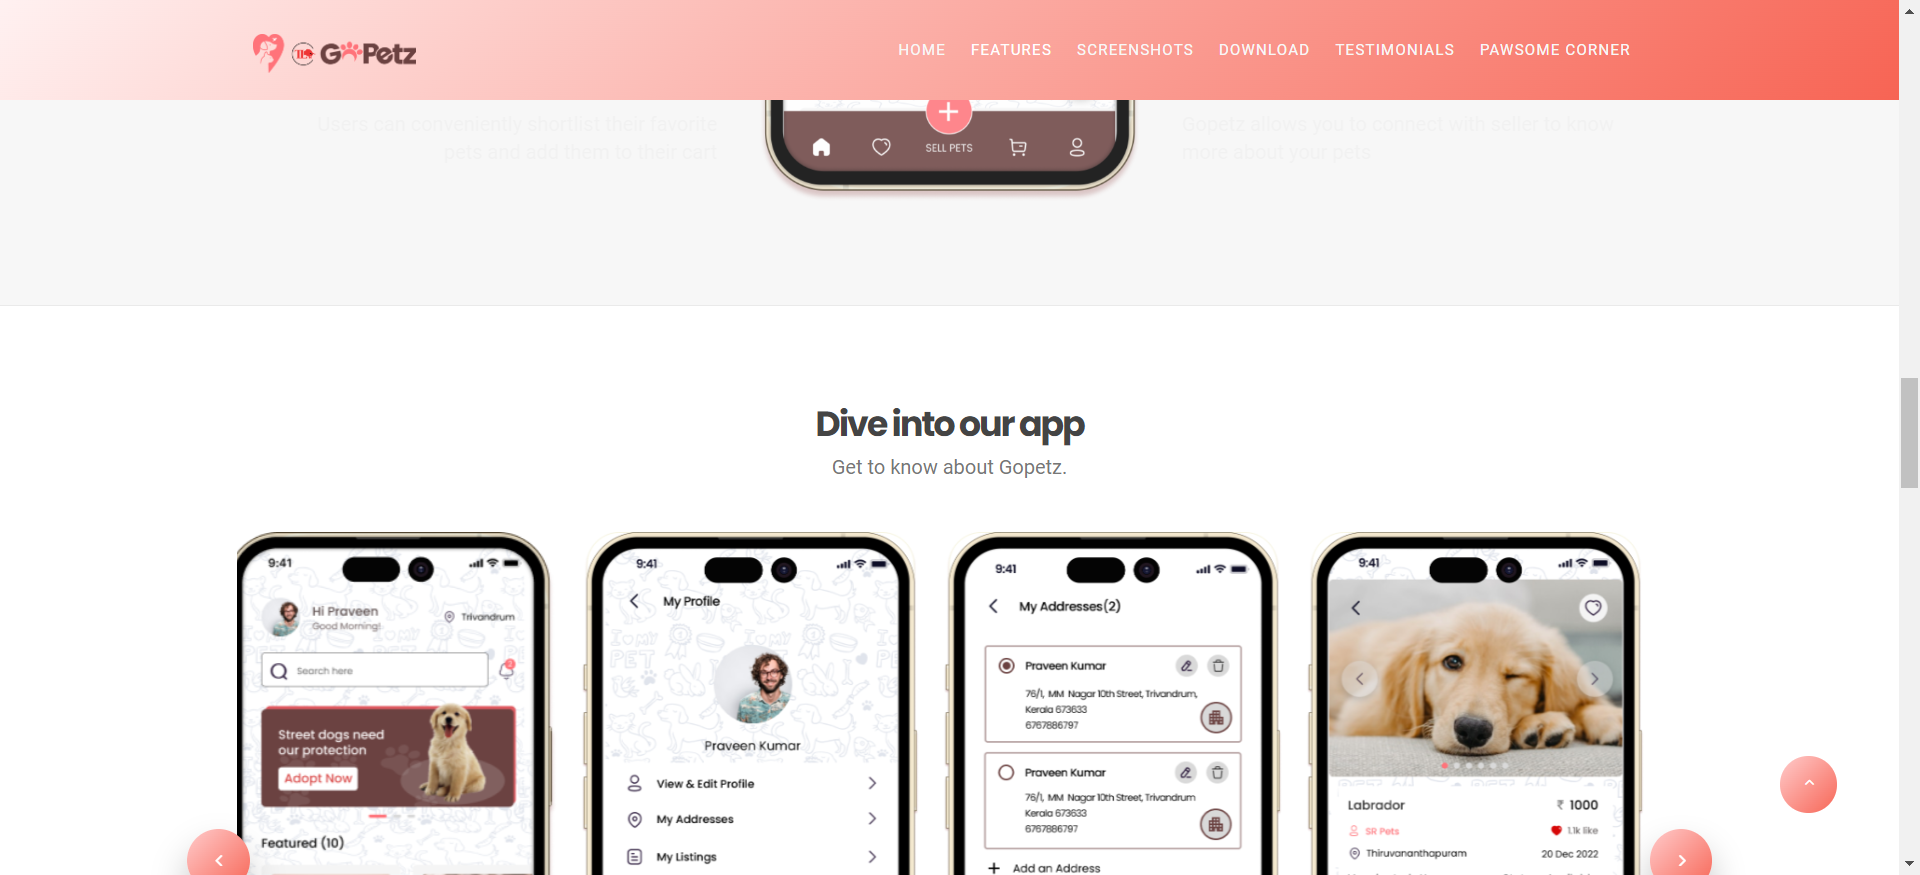 GoPetz
HOME FEATURES SCREENSHOTS DOWNLOAD TESTIMONIALS PAWSOME CORNER
Users can conveniently shortlist their favorite
pets and add them to their cart
SELL PETS
Gopetz allows you to connect with seller to know
more about your pets
Dive into our app
Get to know about Gopetz.
9:41
Hi Praveen
Good Morning!
Trivandrum
Search here
2
Street dogs need
our protection
Adopt Now
Featured (10)
9:41
My Profile
I MY
PET
Praveen Kumar
View & Edit Profile
My Addresses
My Listings
9:41
My Addresses(2)
Praveen Kumar
76/1, MM Nagar 10th Street, Trivandrum,
Kerala 673633
6767886797
Praveen Kumar
76/1, MM Nagar 10th Street, Trivandrum
Kerala 673633
6767886797
Add an Address
9:41
Labrador
₹ 1000
SR Pets
1.1k like
Thiruvananthapuram
20 Dec 2022